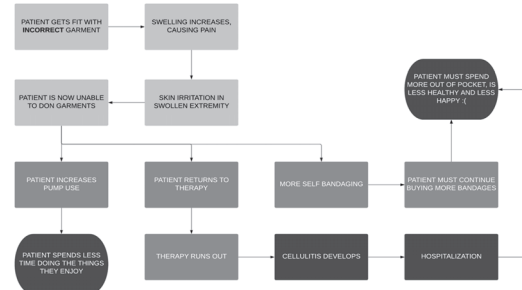 PATIENT GETS FIT WITH
INCORRECT GARMENT
SWELLING INCREASES,
CAUSING PAIN
PATIENT IS NOW UNABLE
TO DON GARMENTS
SKIN IRRITATION IN
SWOLLEN EXTREMITY
PATIENT MUST SPEND
MORE OUT OF POCKET, IS
LESS HEALTHY AND LESS
HAPPY :(
PATIENT INCREASES
PUMP USE
PATIENT RETURNS TO
THERAPY
MORE SELF BANDAGING
PATIENT MUST CONTINUE
BUYING MORE BANDAGES
PATIENT SPENDS LESS
TIME DOING THE THINGS
THEY ENJOY
THERAPY RUNS OUT
CELLULITIS DEVELOPS
HOSPITALIZATION